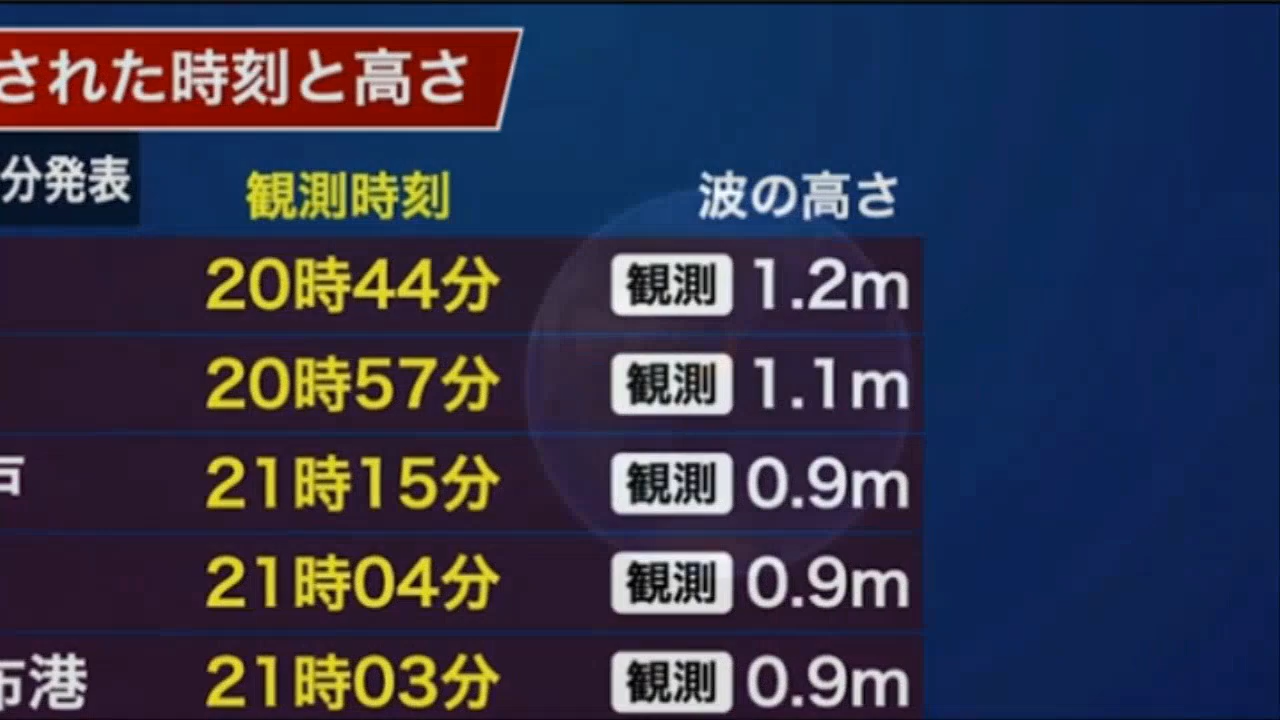 された時刻と高さ
分発表 観測時刻 波の高さ
20時44分 観測 1.2m
20時57分 観測 1.1m
戸 21時15分 観測 0.9m
21時04分 観測 0.9m
布港 21時03分 観測 0.9m